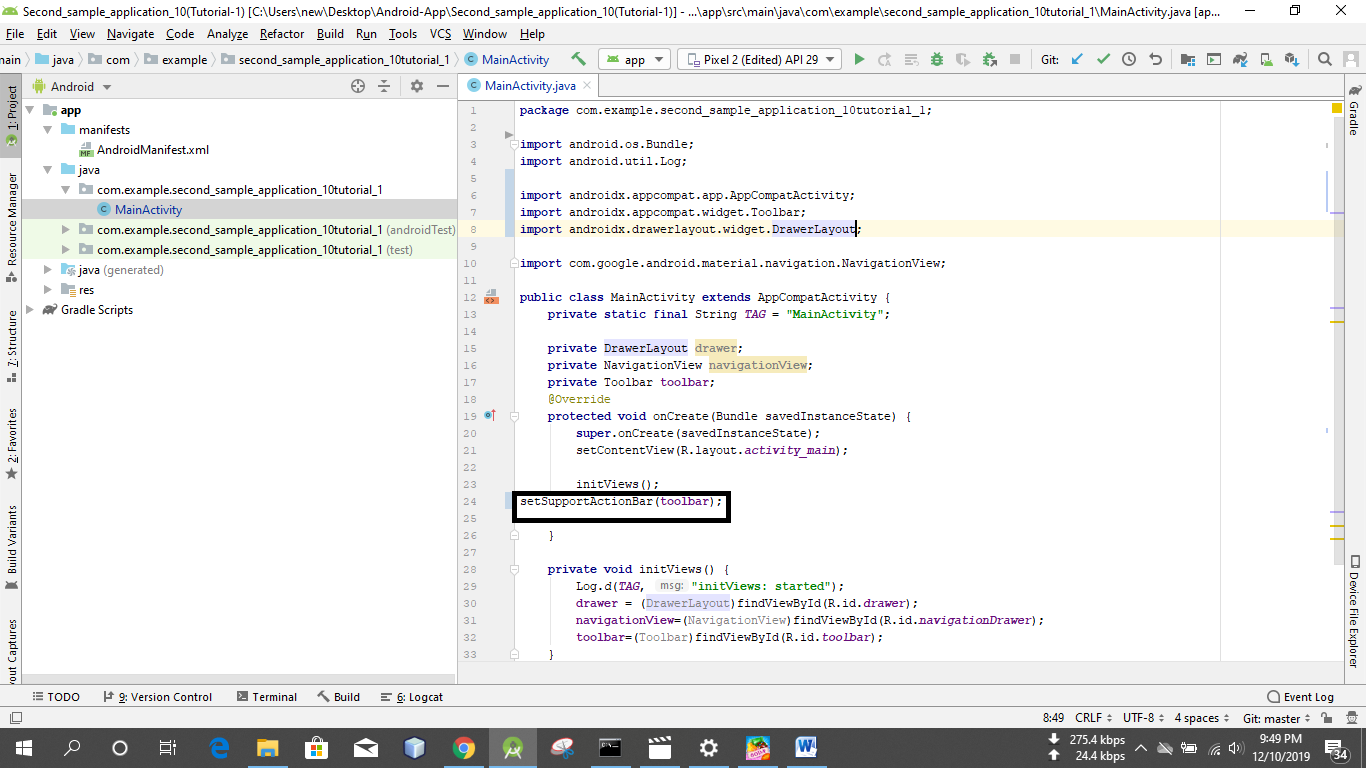 Second_sample_application_10(Tutorial-1) [C:\Users\new\Desktop\Android-App\Second_sample_application_10(Tutorial-1)] - ...\app\src\main\java\com\example\second_sample_application_10tutorial_1\MainActivity.java [ap...
File Edit View Navigate Code Analyze Refactor Build Run Tools VCS Window Help
nain java com example second_sample_application_10tutorial_1 MainActivity app Pixel 2 (Edited) API 29 Git:
Android
MainActivity.java
1: Project
Resource Manager
7: Structure
2: Favorites
Build Variants
yout Captures
app
manifests
AndroidManifest.xml
java
com.example.second_sample_application_10tutorial_1
MainActivity
com.example.second_sample_application_10tutorial_1 (androidTest)
com.example.second_sample_application_10tutorial_1 (test)
java (generated)
res
Gradle Scripts
1 package com.example.second_sample_application_10tutorial_1;
2
3 import android.os.Bundle;
4 import android.util.Log;
5
6 import androidx.appcompat.app.AppCompatActivity;
7 import androidx.appcompat.widget.Toolbar;
8 import androidx.drawerlayout.widget.DrawerLayout;
9
10 import com.google.android.material.navigation.NavigationView;
11
12 public class MainActivity extends AppCompatActivity {
13 private static final String TAG = "MainActivity";
14
15 private DrawerLayout drawer;
16 private NavigationView navigationView;
17 private Toolbar toolbar;
18 @Override
19 protected void onCreate(Bundle savedInstanceState) {
20 super.onCreate(savedInstanceState);
21 setContentView(R.layout.activity_main);
22
23 initViews();
24 setSupportActionBar(toolbar);
25
26 }
27
28 private void initViews() {
29 Log.d(TAG, msg: "initViews: started");
30 drawer = (DrawerLayout)findViewById(R.id.drawer);
31 navigationView=(NavigationView)findViewById(R.id.navigationDrawer);
32 toolbar=(Toolbar)findViewById(R.id.toolbar);
33 }
Gradle
Device File Explorer
TODO 9: Version Control Terminal Build 6: Logcat Event Log
8:49 CRLF UTF-8 4 spaces Git: master
275.4 kbps
24.4 kbps
9:49 PM
12/10/2019
34